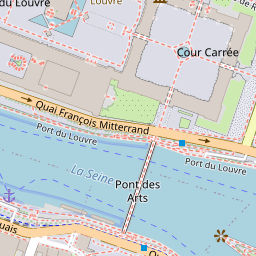 du Louvre
Louvre
Cour Carrée
Quai François Mitterrand
Port du Louvre
Port du Louvre
La Seine
Pont des
Arts
uais